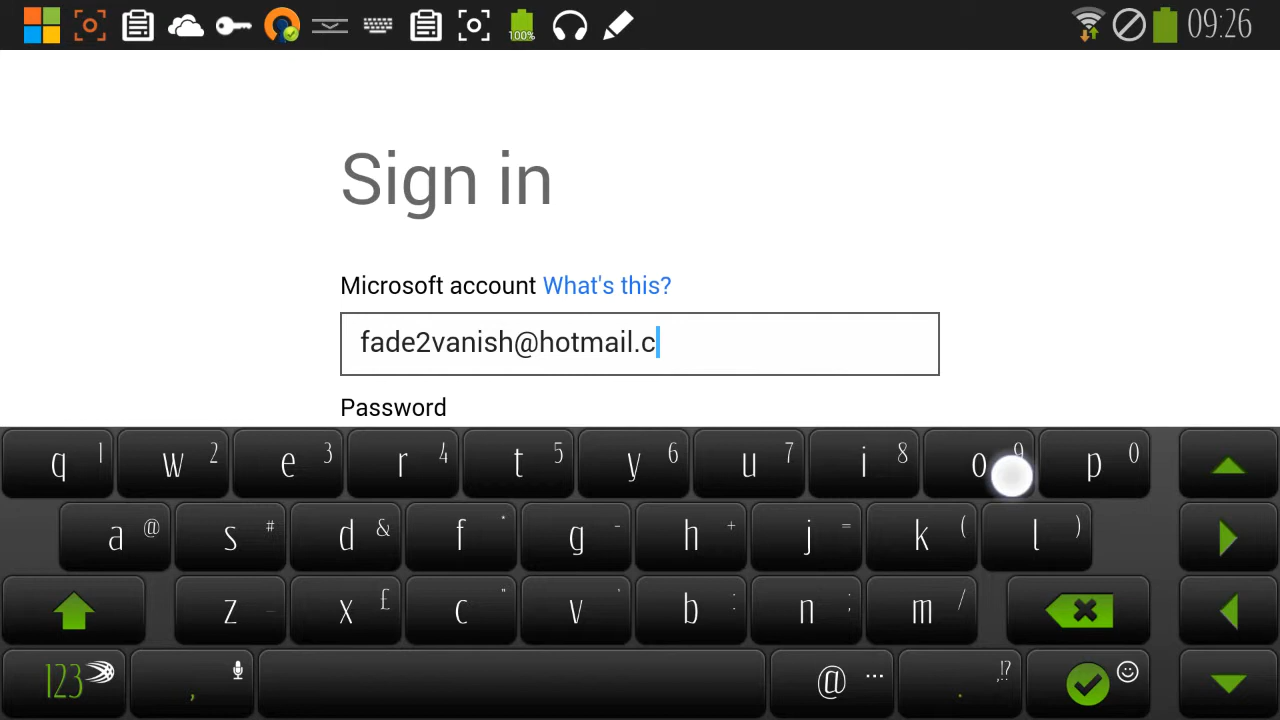 100% 09:26
Sign in
Microsoft account What's this?
fade2vanish@hotmail.c
Password
q 1 w 2 e 3 r 4 t 5 y 6 u 7 i 8 o 9 p 0
a @ s # d & f * g - h + j = k ( l )
z _ x £ c " v ' b : n ; m /
123 , @ ... . ,!?